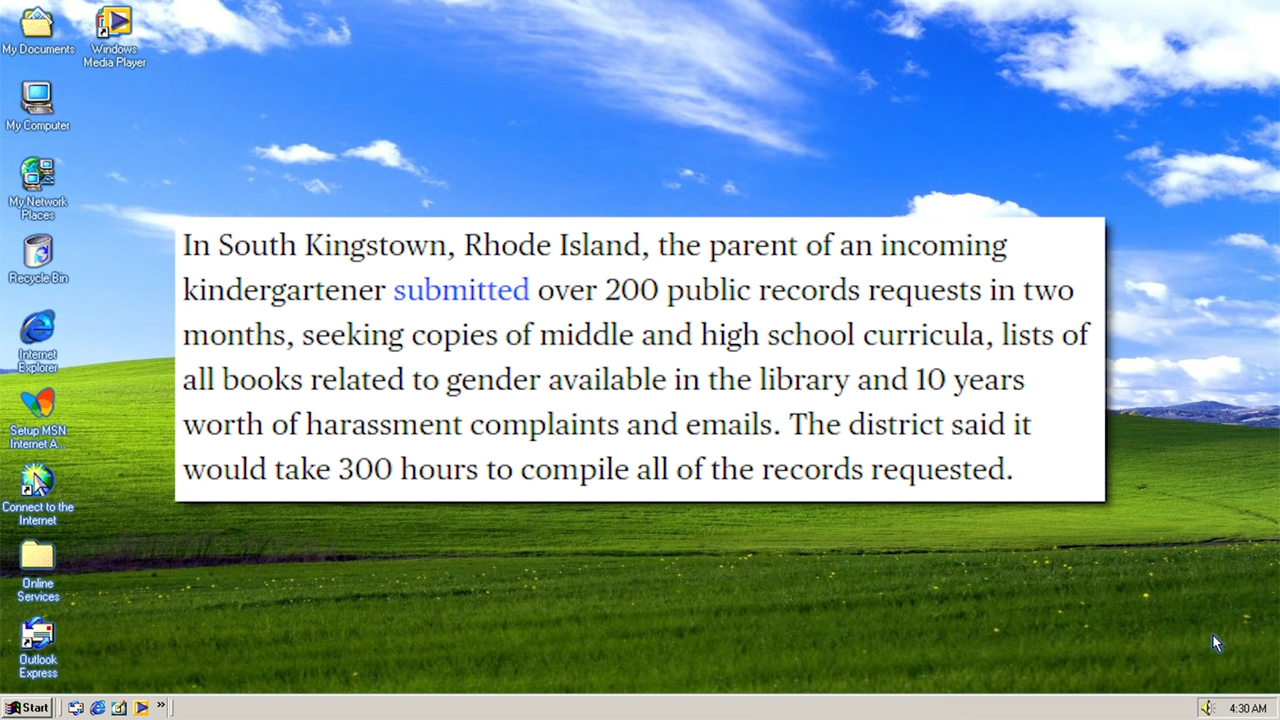 My Documents
Windows
Media Player
My Computer
My Network
Places
Recycle Bin
Internet
Explorer
Setup MSN
Internet A...
Connect to the
Internet
Online
Services
Outlook
Express
In South Kingstown, Rhode Island, the parent of an incoming
kindergartener submitted over 200 public records requests in two
months, seeking copies of middle and high school curricula, lists of
all books related to gender available in the library and 10 years
worth of harassment complaints and emails. The district said it
would take 300 hours to compile all of the records requested.
Start
»
4:30 AM